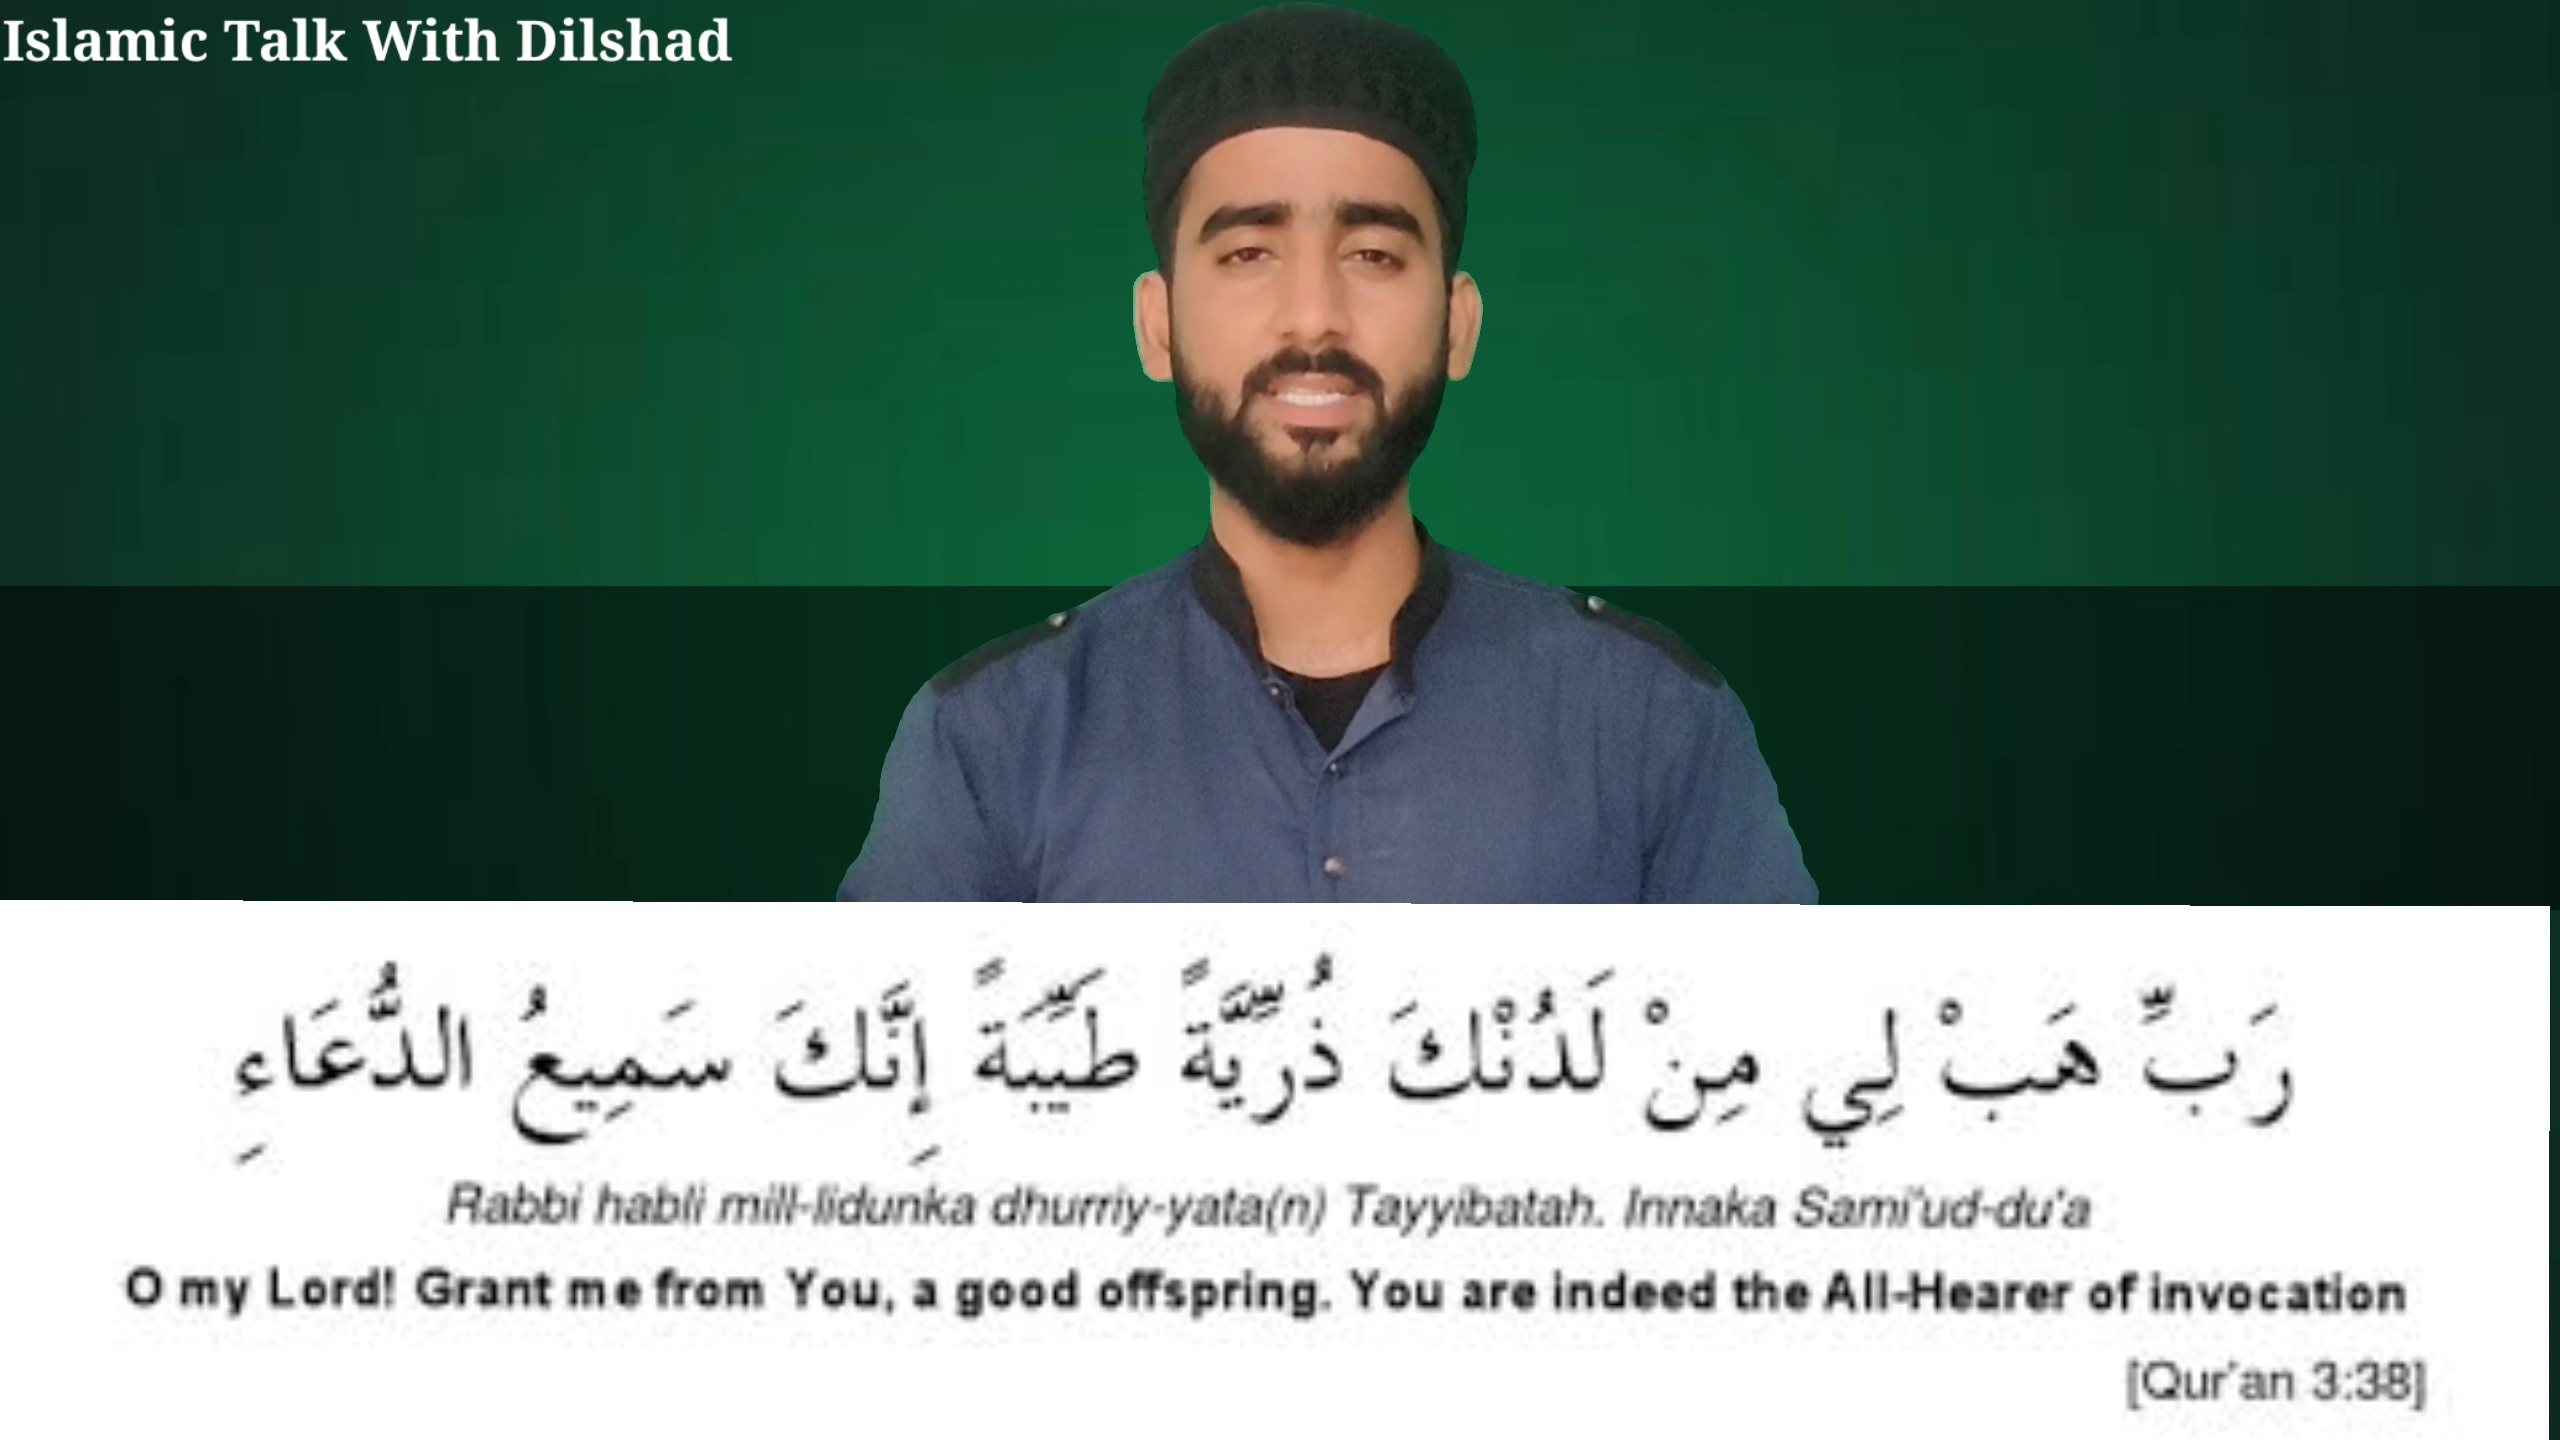 Islamic Talk With Dilshad
رَبِّ هَبْ لِي مِنْ لَدُنْكَ ذُرِّيَّةً طَيِّبَةً إِنَّكَ سَمِيعُ الدُّعَاءِ
Rabbi habli mill-lidunka dhurriy-yata(n) Tayyibatah. Innaka Sami'ud-du'a
O my Lord! Grant me from You, a good offspring. You are indeed the All-Hearer of invocation
[Qur'an 3:38]